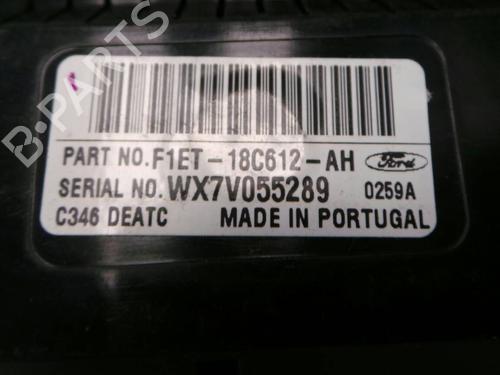 B-PARTS
PART NO. F1ET-18C612-AH Ford
SERIAL NO. WX7V055289 0259A
C346 DEATC MADE IN PORTUGAL